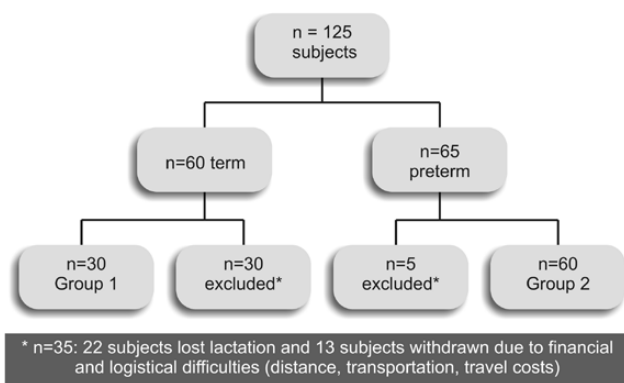 n = 125
subjects
n=60 term
n=65
preterm
n=30
Group 1
n=30
excluded*
n=5
excluded*
n=60
Group 2
* n=35: 22 subjects lost lactation and 13 subjects withdrawn due to financial
and logistical difficulties (distance, transportation, travel costs)